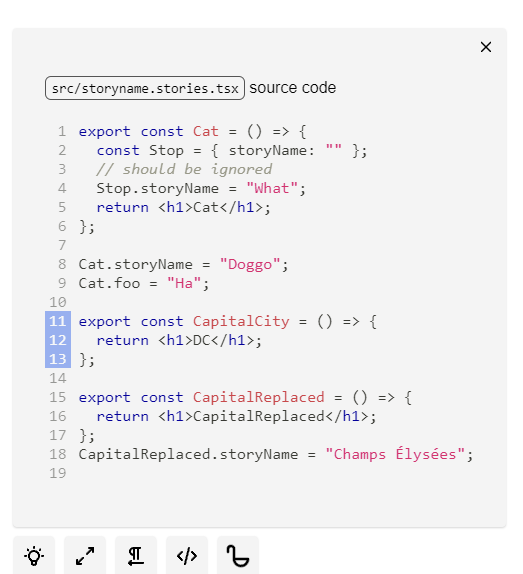 src/storyname.stories.tsx source code
1 export const Cat = () => {
2   const Stop = { storyName: "" };
3   // should be ignored
4   Stop.storyName = "What";
5   return <h1>Cat</h1>;
6 };
7
8 Cat.storyName = "Doggo";
9 Cat.foo = "Ha";
10
11 export const CapitalCity = () => {
12   return <h1>DC</h1>;
13 };
14
15 export const CapitalReplaced = () => {
16   return <h1>CapitalReplaced</h1>;
17 };
18 CapitalReplaced.storyName = "Champs Élysées";
19